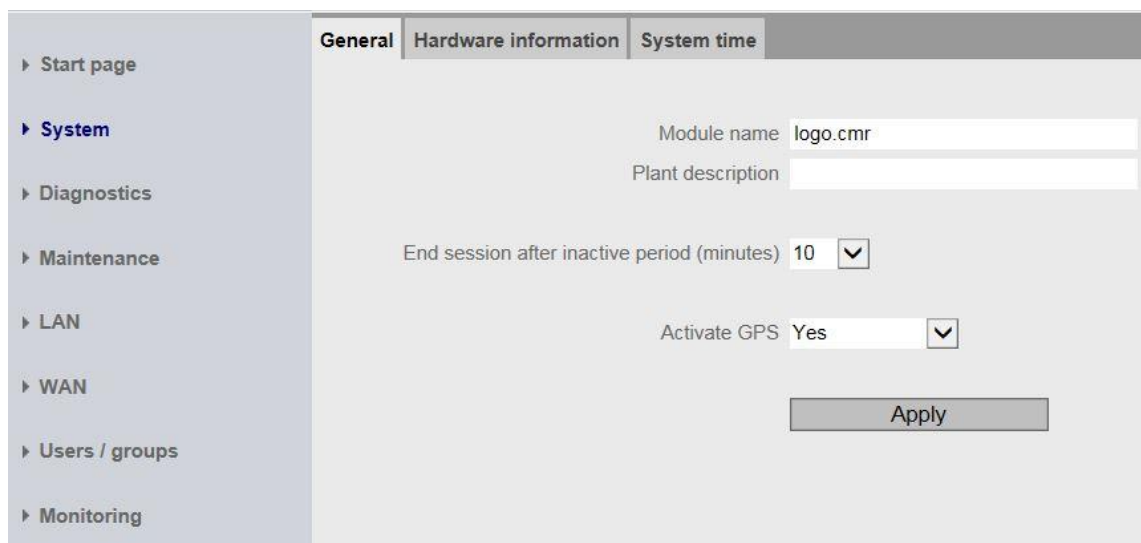 General Hardware information System time
Start page
System
Diagnostics
Maintenance
LAN
WAN
Users / groups
Monitoring
Module name logo.cmr
Plant description
End session after inactive period (minutes) 10
Activate GPS Yes
Apply